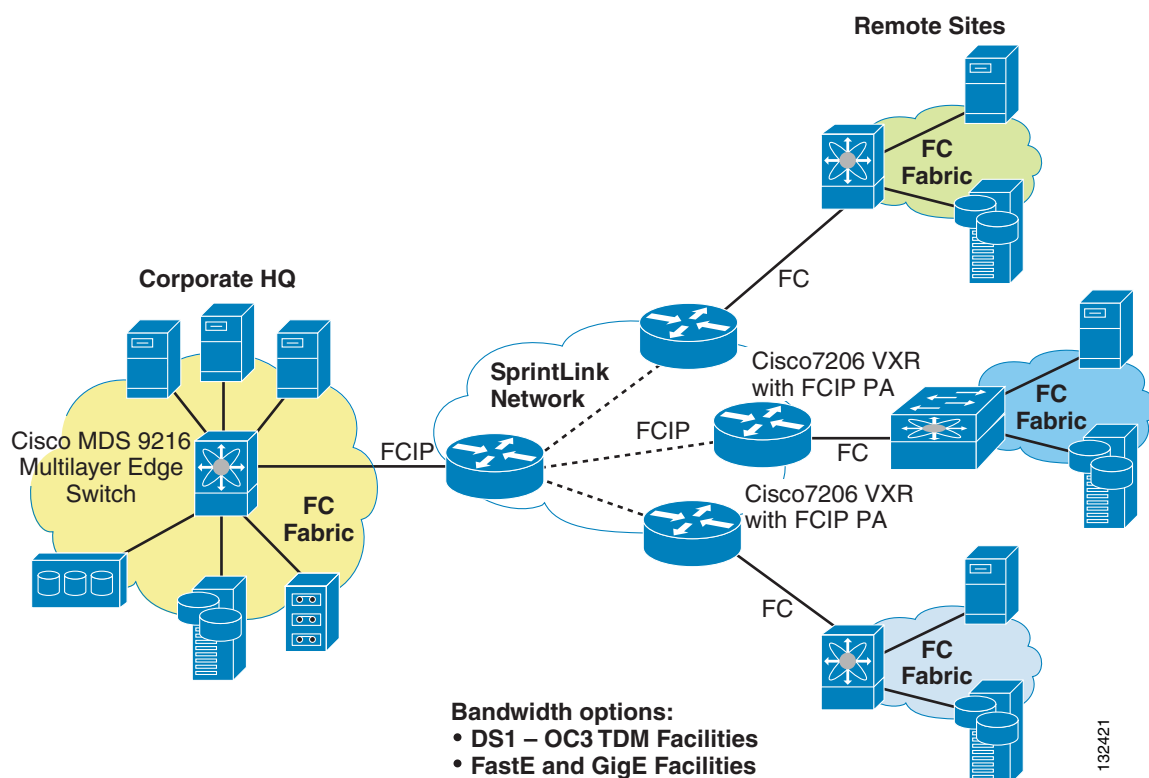 Remote Sites
FC
Fabric
FC
Corporate HQ
SprintLink
Network
Cisco7206 VXR
with FCIP PA
FC
Fabric
Cisco MDS 9216
Multilayer Edge
Switch
FCIP
FCIP
FC
FC
Fabric
Cisco7206 VXR
with FCIP PA
FC
FC
Fabric
Bandwidth options:
• DS1 – OC3 TDM Facilities
• FastE and GigE Facilities
132421